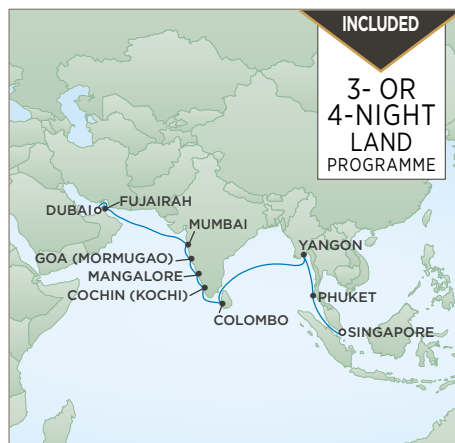 INCLUDED
3- OR
4-NIGHT
LAND
PROGRAMME
DUBAI
FUJAIRAH
MUMBAI
GOA (MORMUGAO)
MANGALORE
COCHIN (KOCHI)
COLOMBO
YANGON
PHUKET
SINGAPORE